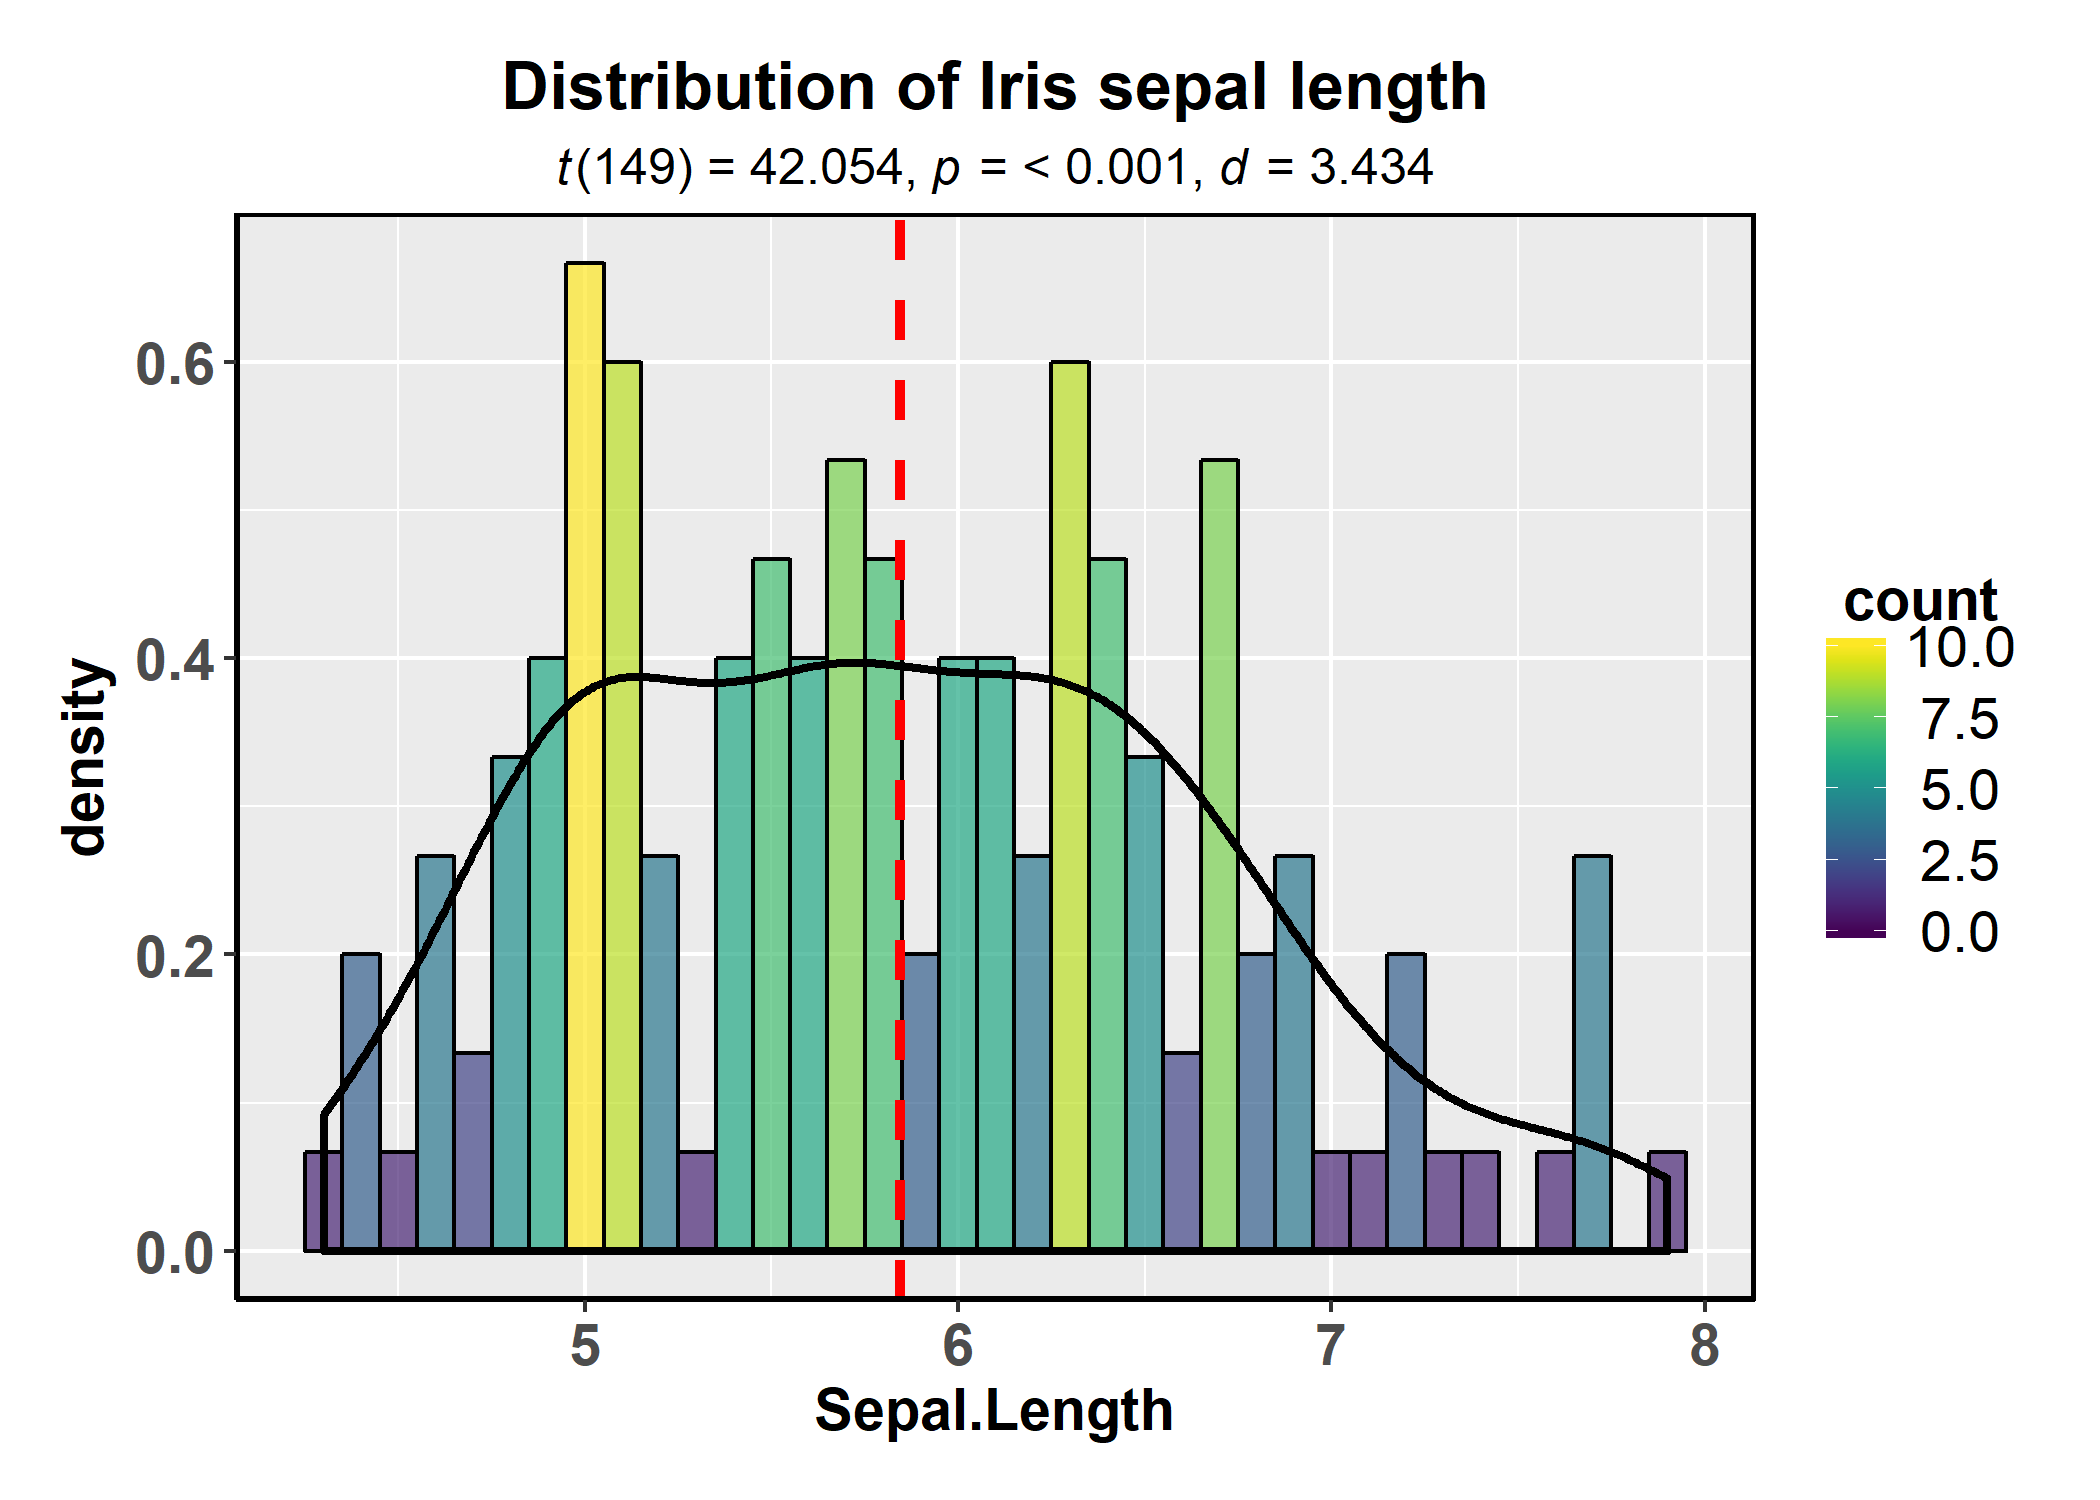 Distribution of Iris sepal length
t(149) = 42.054, p = < 0.001, d = 3.434
density
0.6
0.4
0.2
0.0
5 6 7 8
Sepal.Length
count
10.0
7.5
5.0
2.5
0.0